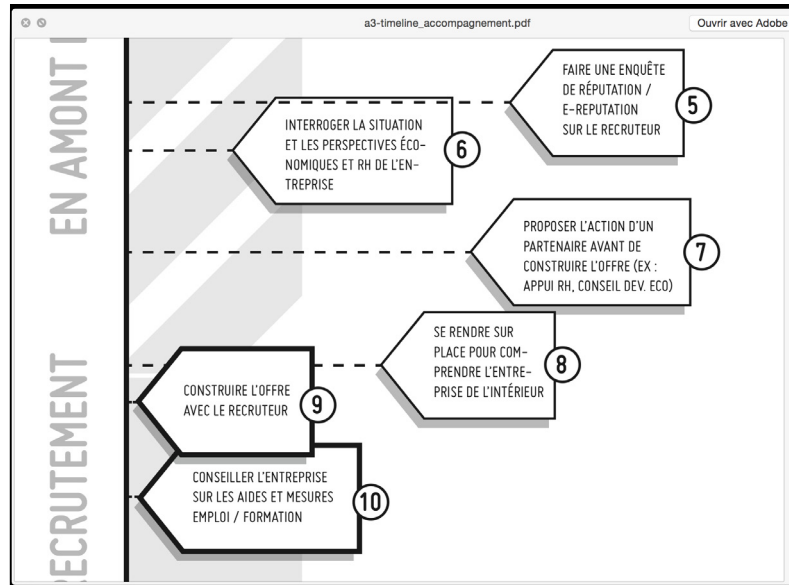 a3-timeline_accompagnement.pdf
Ouvrir avec Adobe
EN AMONT
FAIRE UNE ENQUÊTE
DE RÉPUTATION /
E-REPUTATION
SUR LE RECRUTEUR
5
INTERROGER LA SITUATION
ET LES PERSPECTIVES ÉCO-
NOMIQUES ET RH DE L'EN-
TREPRISE
6
PROPOSER L'ACTION D'UN
PARTENAIRE AVANT DE
CONSTRUIRE L'OFFRE (EX :
APPUI RH, CONSEIL DEV. ECO)
7
SE RENDRE SUR
PLACE POUR COM-
PRENDRE L'ENTRE-
PRISE DE L'INTÉRIEUR
8
RECRUTEMENT
CONSTRUIRE L'OFFRE
AVEC LE RECRUTEUR
9
CONSEILLER L'ENTREPRISE
SUR LES AIDES ET MESURES
EMPLOI / FORMATION
10